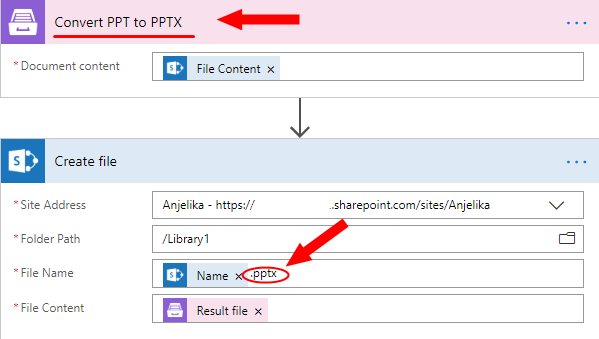 Convert PPT to PPTX ...
* Document content File Content ×
Create file ...
* Site Address Anjelika - https:// .sharepoint.com/sites/Anjelika
* Folder Path /Library1
* File Name Name × .pptx
* File Content Result file ×